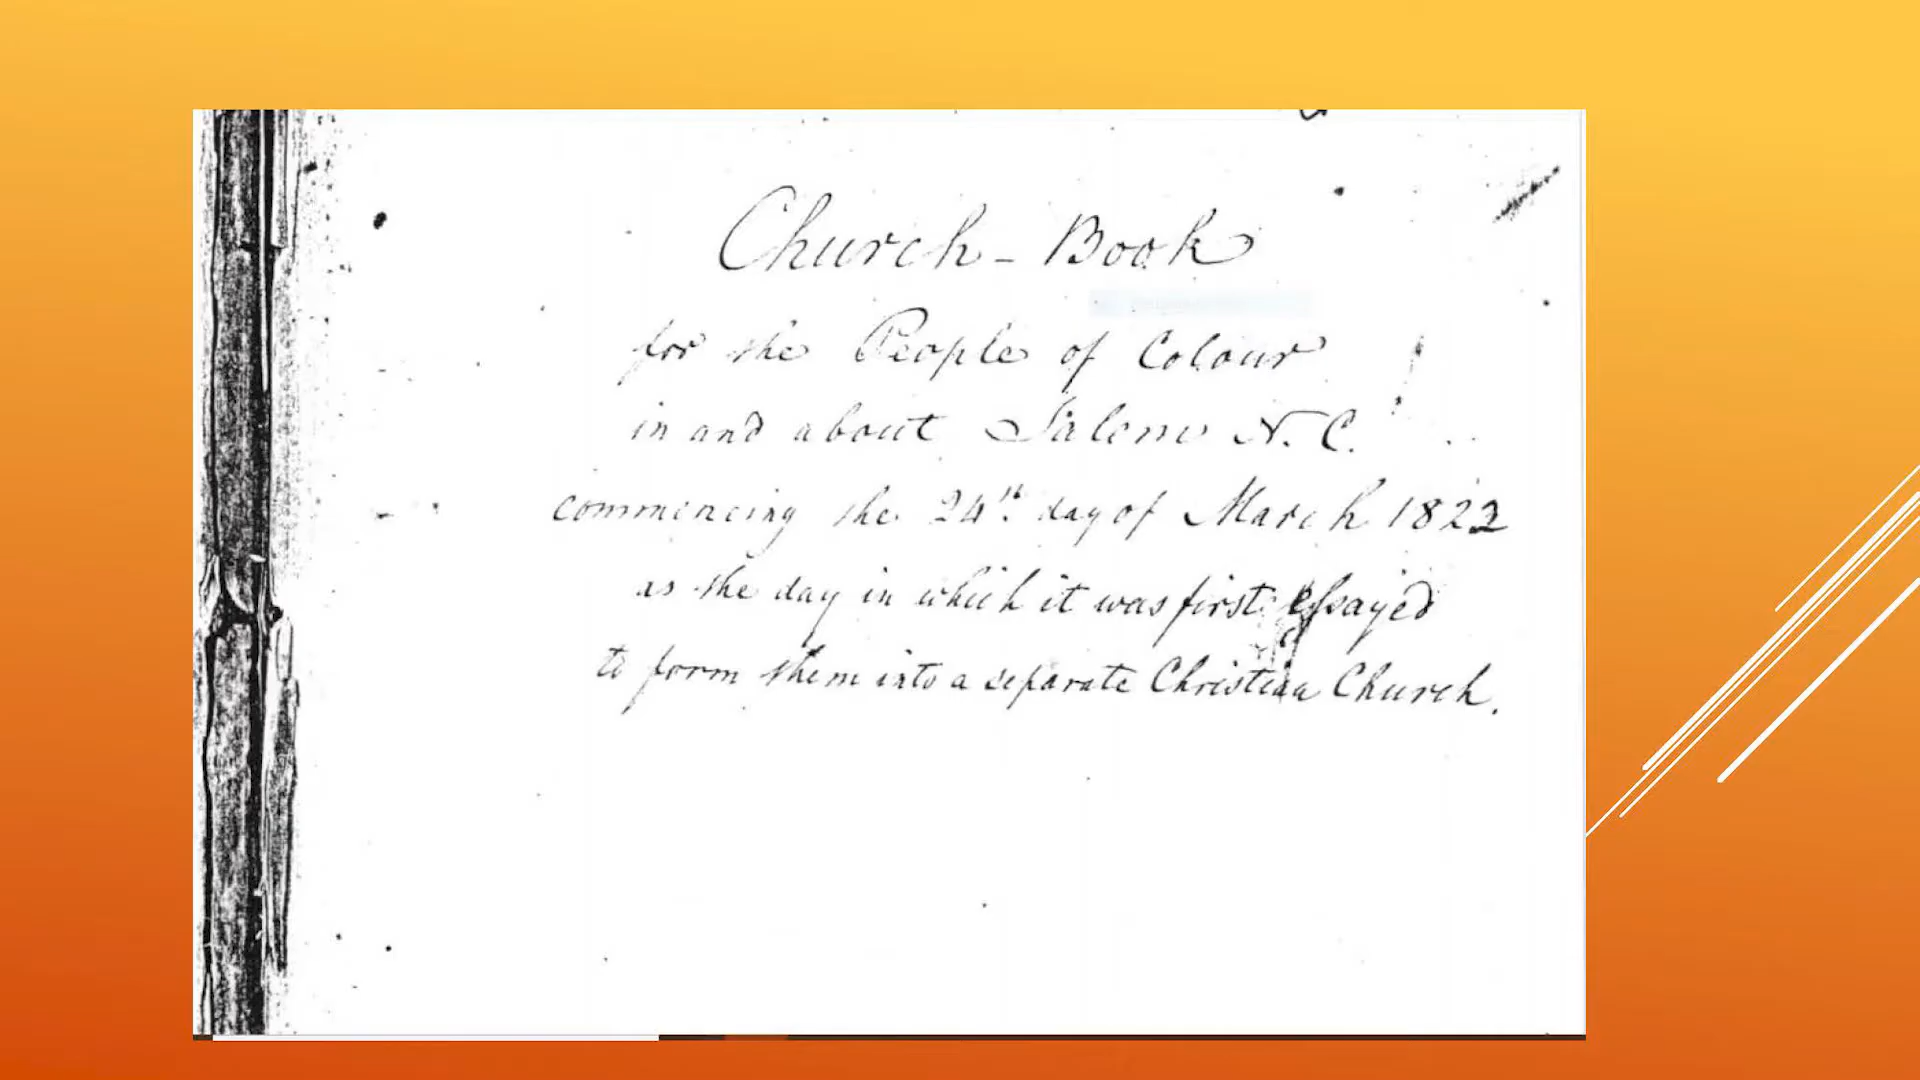 Church - Book
for the People of Colour
in and about Salem N. C.
commencing the 24th day of March 1822
as the day in which it was first essayed
to form them into a separate Christian Church.